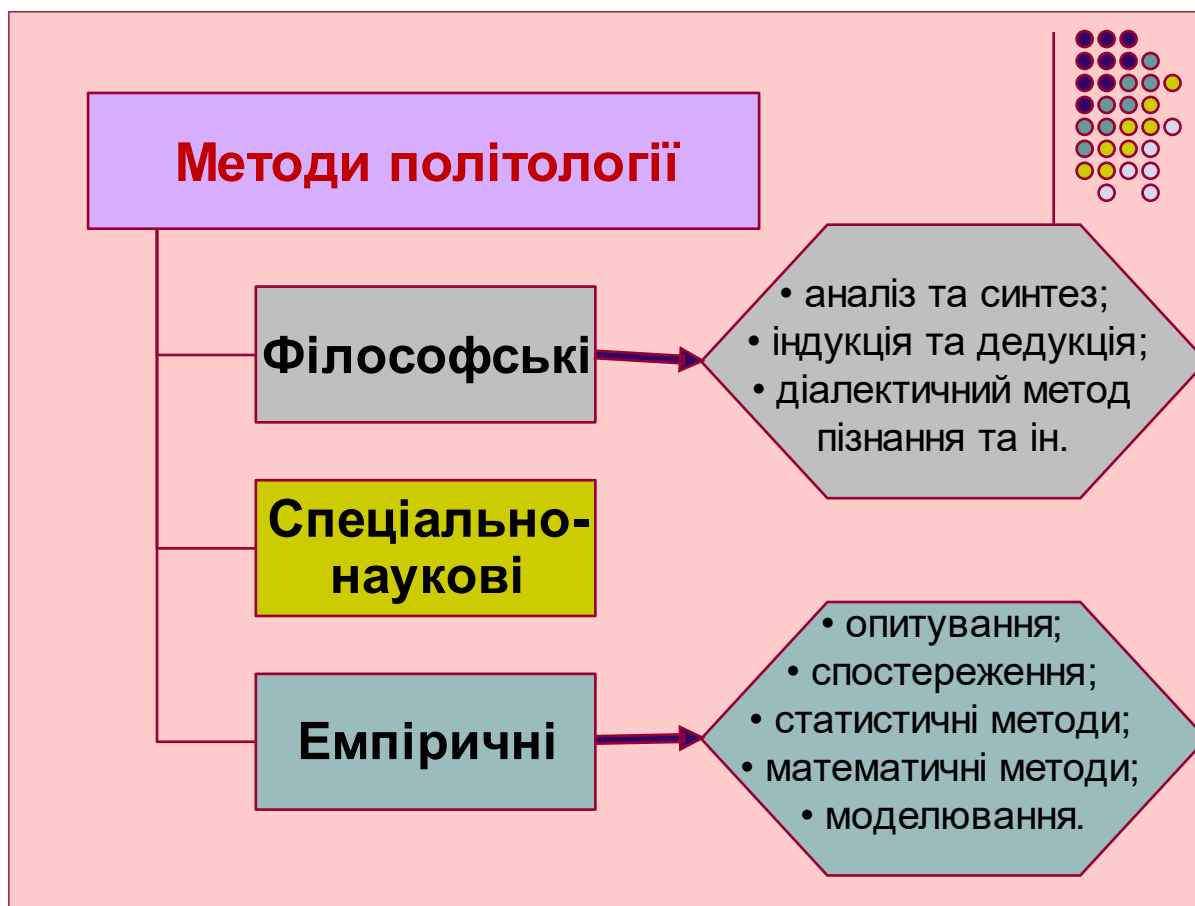 Методи політології
Філософські
• аналіз та синтез;
• індукція та дедукція;
• діалектичний метод
пізнання та ін.
Спеціально-
наукові
Емпіричні
• опитування;
• спостереження;
• статистичні методи;
• математичні методи;
• моделювання.